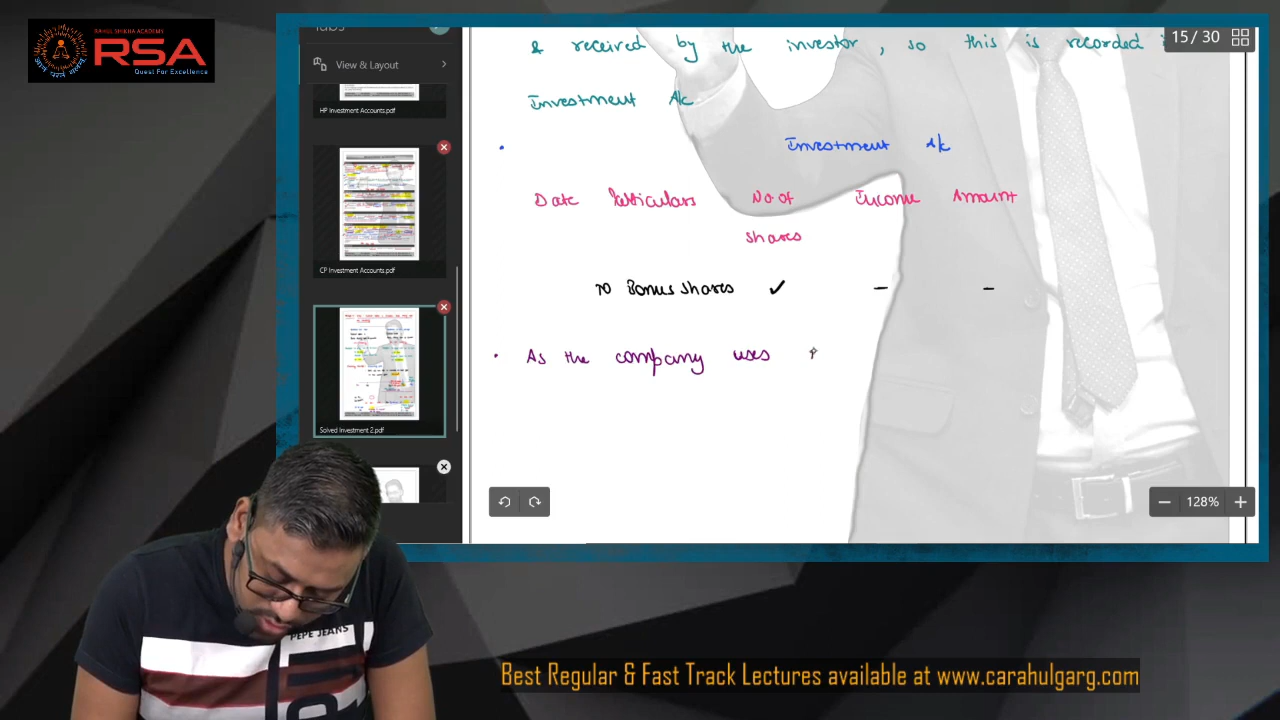 RAHUL SHIKHA ACADEMY
RSA
Quest For Excellence
View & Layout
HP Investment Accounts.pdf
CP Investment Accounts.pdf
Solved Investment 2.pdf
15 / 30
& received by the investor, so this is recorded
Investment A/c
• Investment A/c
Date Particulars No of Income Amount
shares
To Bonus shares ✓ – –
• As the company uses
128%
Best Regular & Fast Track Lectures available at www.carahulgarg.com
PEPE JEANS